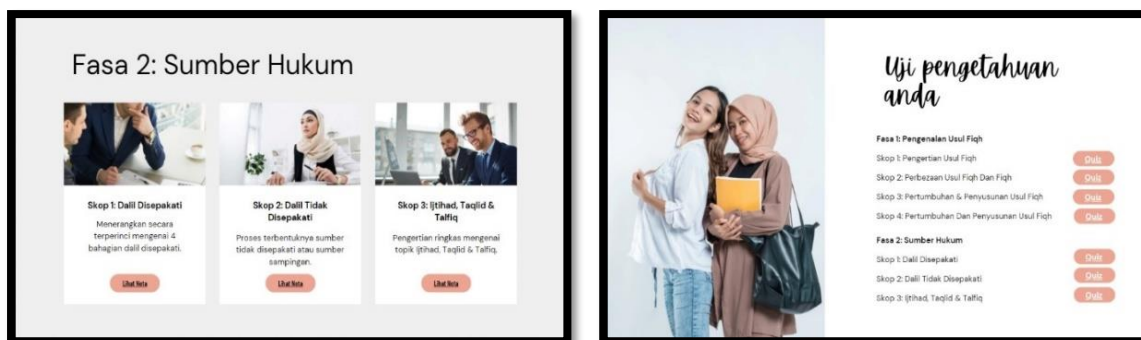 Fasa 2: Sumber Hukum
Skop 1: Dalil Disepakati
Menerangkan secara
terperinci mengenai 4
bahagian dalil disepakati.
Lihat Nota
Skop 2: Dalil Tidak
Disepakati
Proses terbentuknya sumber
tidak disepakati atau sumber
sampingan.
Lihat Nota
Skop 3: Ijtihad, Taqlid &
Talfiq
Pengertian ringkas mengenai
topik Ijtihad, Taqlid & Talfiq.
Lihat Nota
Uji pengetahuan
anda
Fasa 1: Pengenalan Usul Fiqh
Skop 1: Pengertian Usul Fiqh Quiz
Skop 2: Perbezaan Usul Fiqh Dan Fiqh Quiz
Skop 3: Pertumbuhan & Penyusunan Usul Fiqh Quiz
Skop 4: Pertumbuhan Dan Penyusunan Usul Fiqh Quiz
Fasa 2: Sumber Hukum
Skop 1: Dalil Disepakati Quiz
Skop 2: Dalil Tidak Disepakati Quiz
Skop 3: Ijtihad, Taqlid & Talfiq Quiz